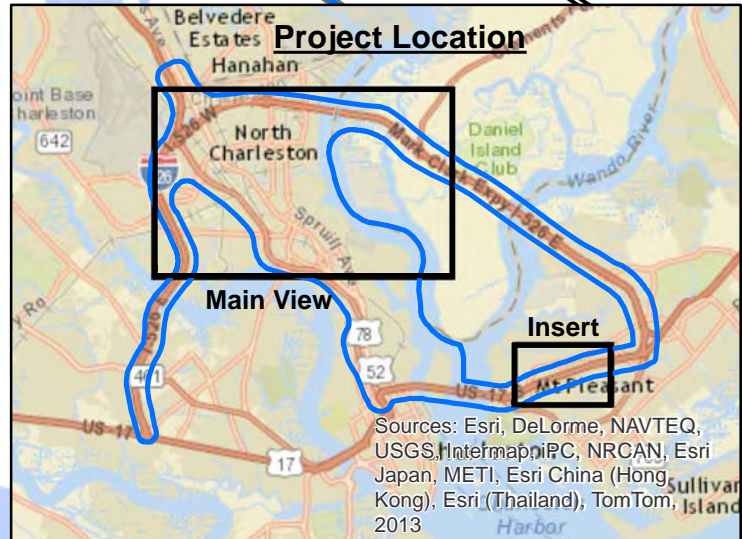 Belvedere
Estates
Project Location
Hanahan
Ave
oint Base
harleston
642
I-526 W
North
Charleston
Daniel
Island
Club
Mark Clark Expy I-526 E
Wando River
26
Spruill Ave
Main View
y Rd
I-526 E
78
Insert
461
52
US-17
US-17 S
Mt Pleasant
17
Sources: Esri, DeLorme, NAVTEQ,
USGS, Intermap, iPC, NRCAN, Esri
Japan, METI, Esri China (Hong
Kong), Esri (Thailand), TomTom,
2013
Sullivan
Island
Harbor